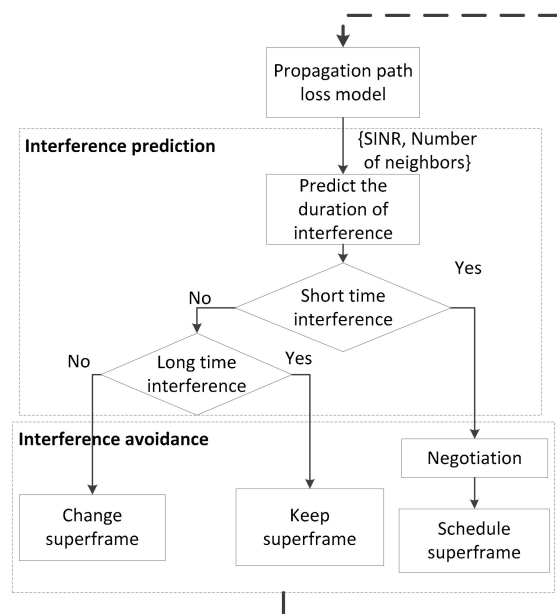 Propagation path
loss model
{SINR, Number
of neighbors}
Interference prediction
Predict the
duration of
interference
Yes
Short time
interference
No
No
Long time
interference
Yes
Interference avoidance
Negotiation
Change
superframe
Keep
superframe
Schedule
superframe